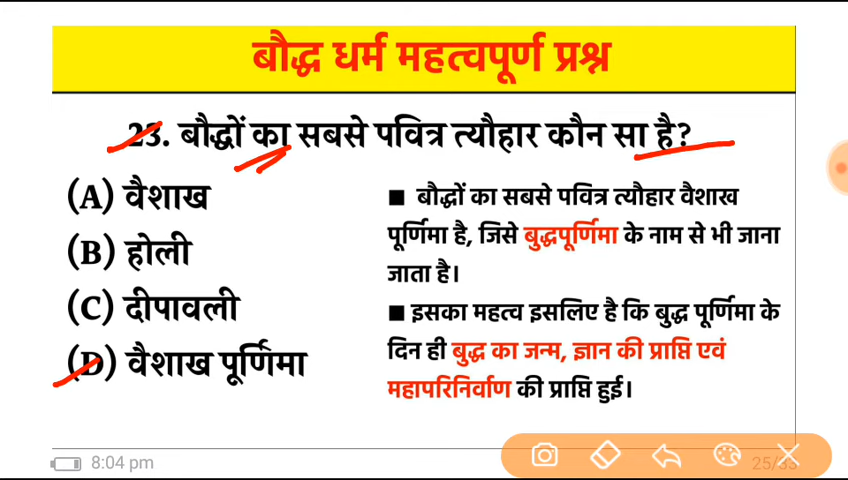 बौद्ध धर्म महत्वपूर्ण प्रश्न
23. बौद्धों का सबसे पवित्र त्यौहार कौन सा है?
(A) वैशाख
(B) होली
(C) दीपावली
(D) वैशाख पूर्णिमा
■ बौद्धों का सबसे पवित्र त्यौहार वैशाख
पूर्णिमा है, जिसे बुद्धपूर्णिमा के नाम से भी जाना
जाता है।
■ इसका महत्व इसलिए है कि बुद्ध पूर्णिमा के
दिन ही बुद्ध का जन्म, ज्ञान की प्राप्ति एवं
महापरिनिर्वाण की प्राप्ति हुई।
8:04 pm
25/33